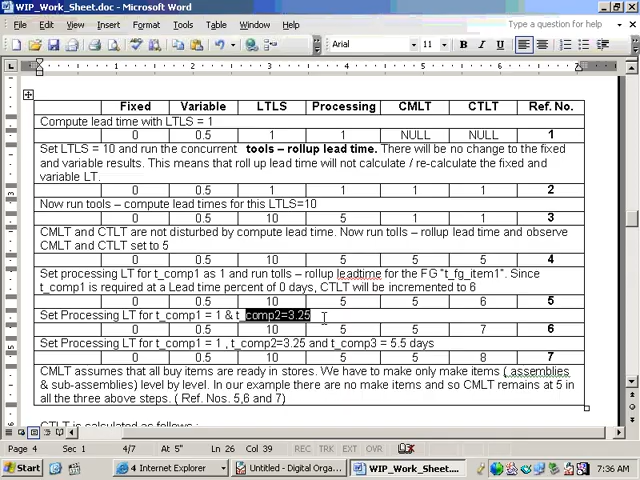 WIP_Work_Sheet.doc - Microsoft Word
File Edit View Insert Format Tools Table Window Help Type a question for help
Arial 11 B I U
Fixed Variable LTLS Processing CMLT CTLT Ref. No.
Compute lead time with LTLS = 1
0 0.5 1 1 NULL NULL 1
Set LTLS = 10 and run the concurrent tools – rollup lead time. There will be no change to the fixed
and variable results. This means that roll up lead time will not calculate / re-calculate the fixed and
variable LT.
0 0.5 1 1 1 1 2
Now run tools – compute lead times for this LTLS=10
0 0.5 10 5 1 1 3
CMLT and CTLT are not disturbed by compute lead time. Now run tolls – rollup lead time and observe
CMLT and CTLT set to 5
0 0.5 10 5 5 5 4
Set processing LT for t_comp1 as 1 and run tolls – rollup leadtime for the FG "t_fg_item1". Since
t_comp1 is required at a Lead time percent of 0 days, CTLT will be incremented to 6
0 0.5 10 5 5 6 5
Set Processing LT for t_comp1 = 1 & t_comp2=3.25
0 0.5 10 5 5 7 6
Set Processing LT for t_comp1 = 1 , t_comp2=3.25 and t_comp3 = 5.5 days
0 0.5 10 5 5 8 7
CMLT assumes that all buy items are ready in stores. We have to make only make items ( assemblies
& sub-assemblies) level by level. In our example there are no make items and so CMLT remains at 5 in
all the three above steps. ( Ref. Nos. 5,6 and 7)
CTLT is calculated as follows :
Page 4 Sec 1 4/7 At 5" Ln 26 Col 39 REC TRK EXT OVR
Start 4 Internet Explorer Untitled - Digital Orga... WIP_Work_Sheet.... 7:36 AM